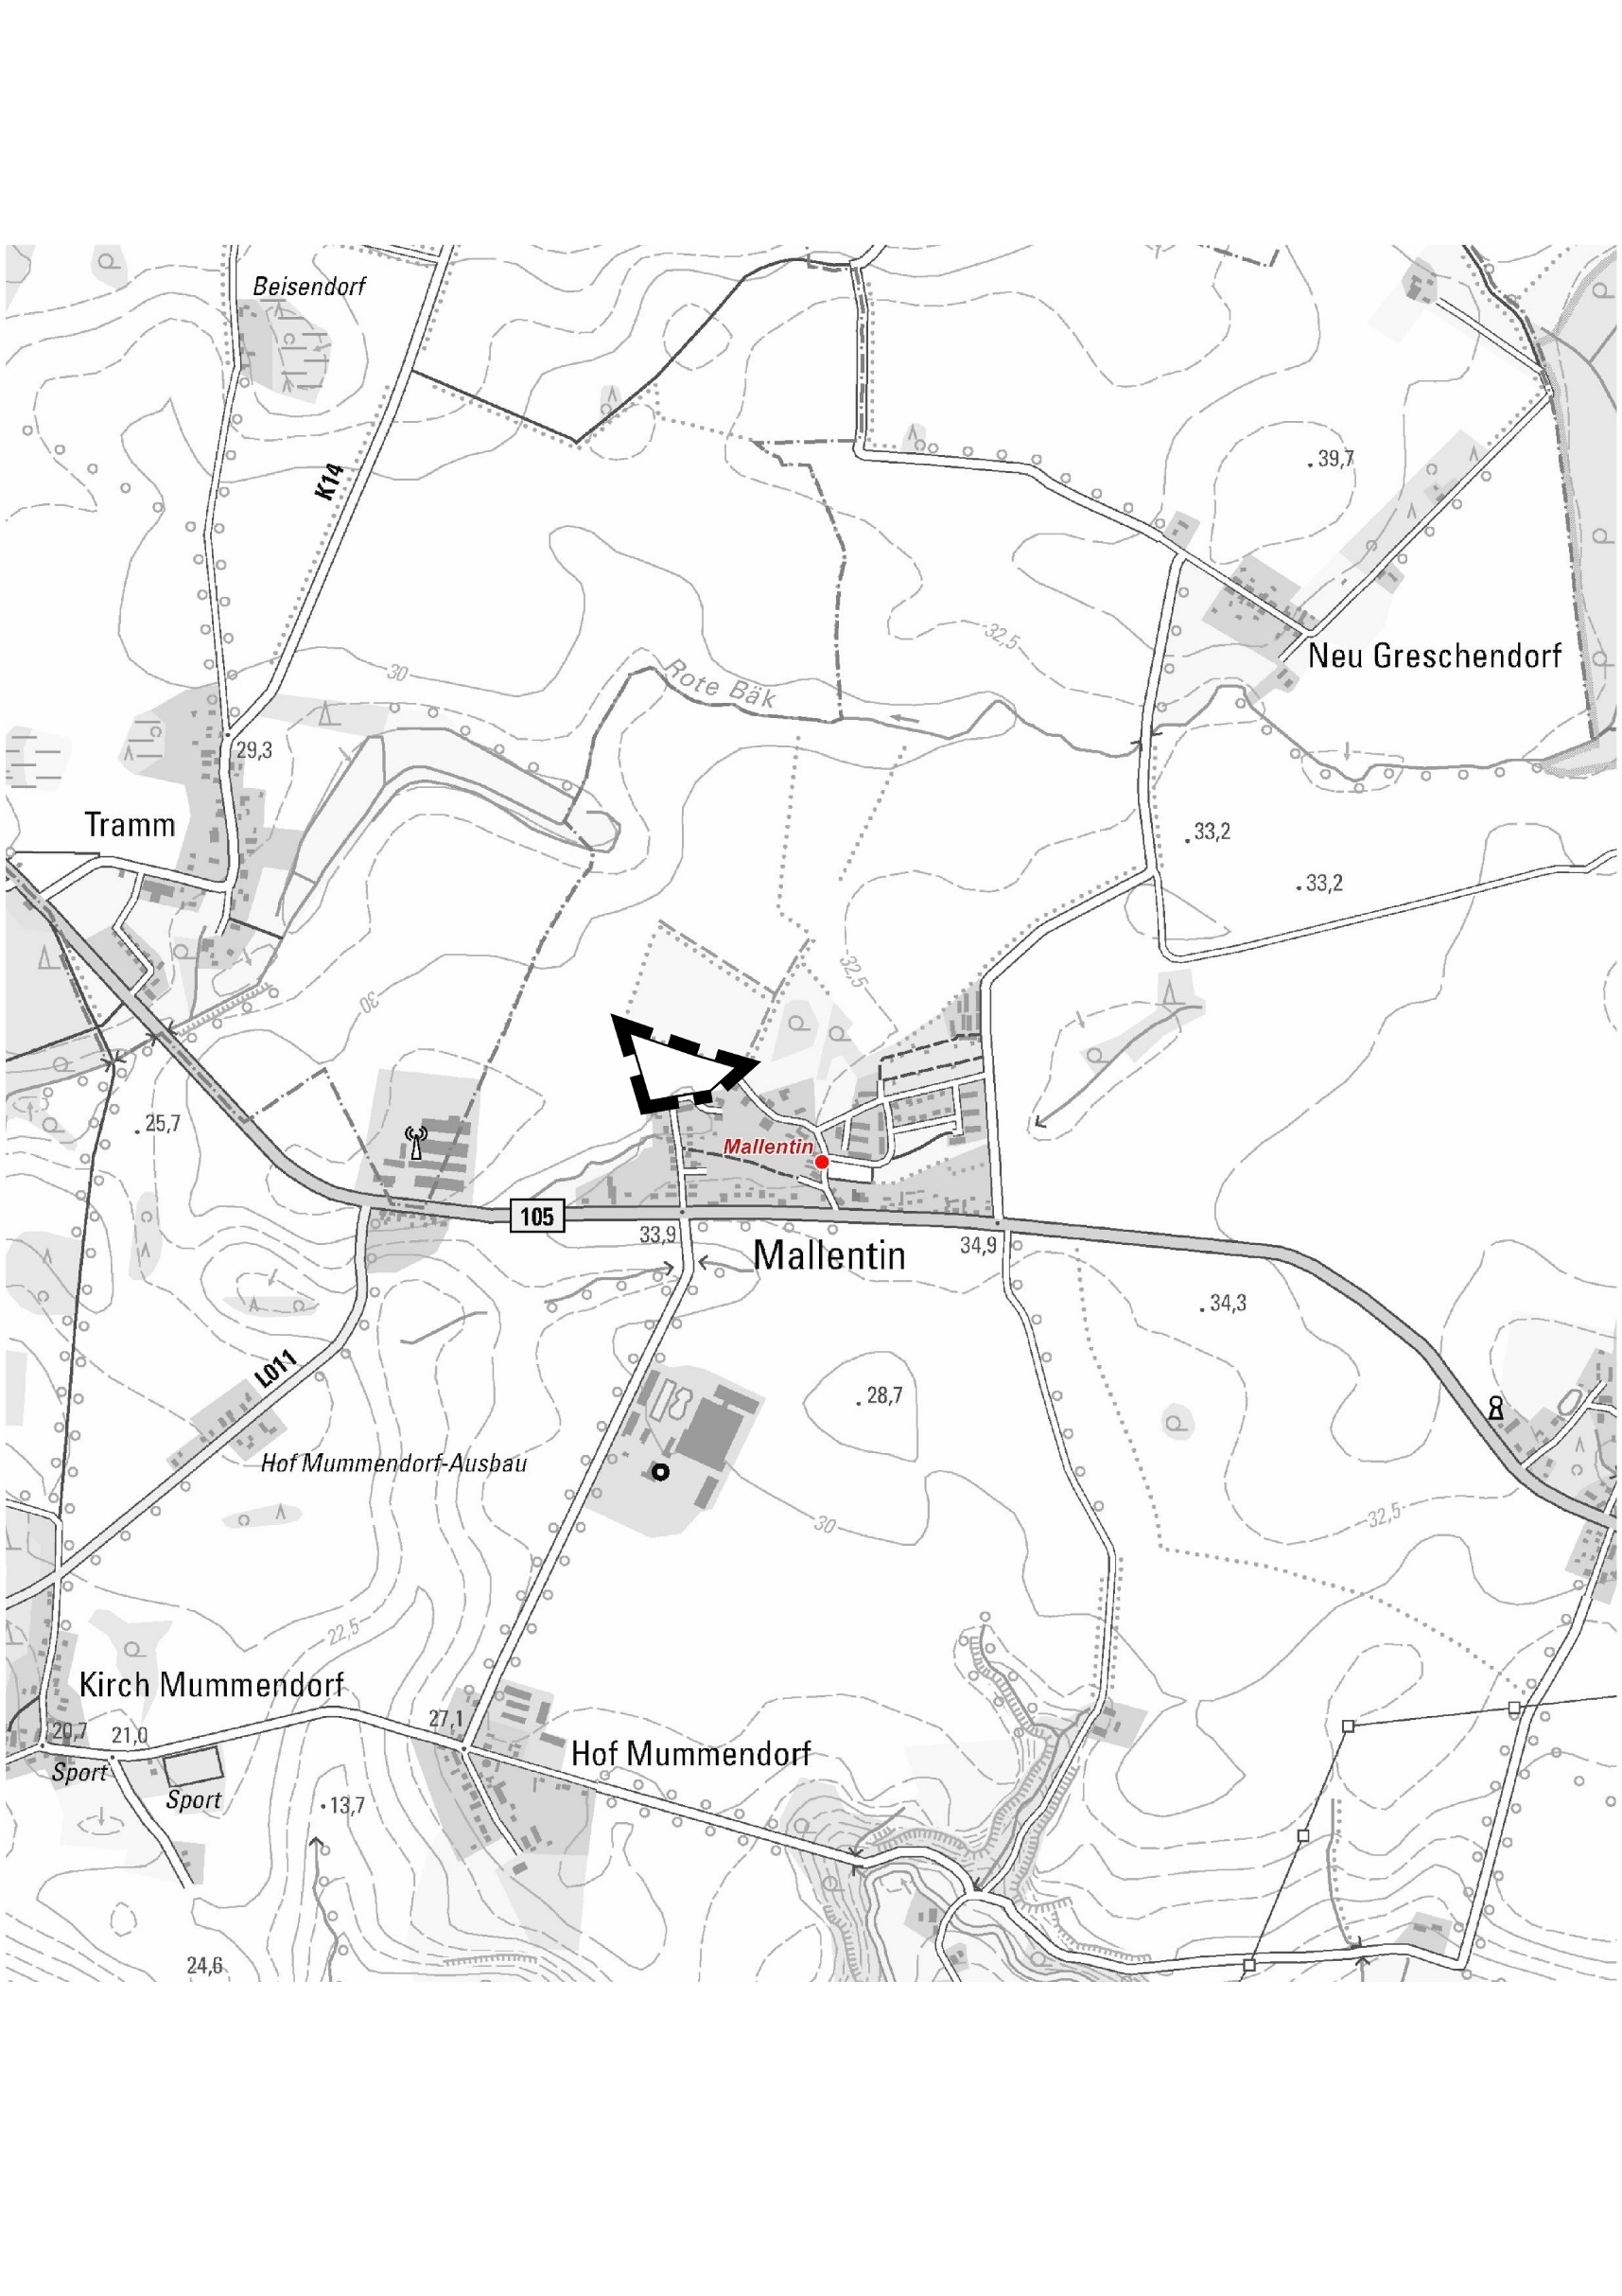 Beisendorf
39,7
K14
32,5
Neu Greschendorf
30
Rote Bäk
29,3
Tramm
33,2
33,2
32,5
30
25,7
Mallentin
105
33,9
Mallentin
34,9
34,3
L011
28,7
Hof Mummendorf-Ausbau
30
32,5
22,5
Kirch Mummendorf
20,7
21,0
27,1
Hof Mummendorf
Sport
Sport
13,7
24,6